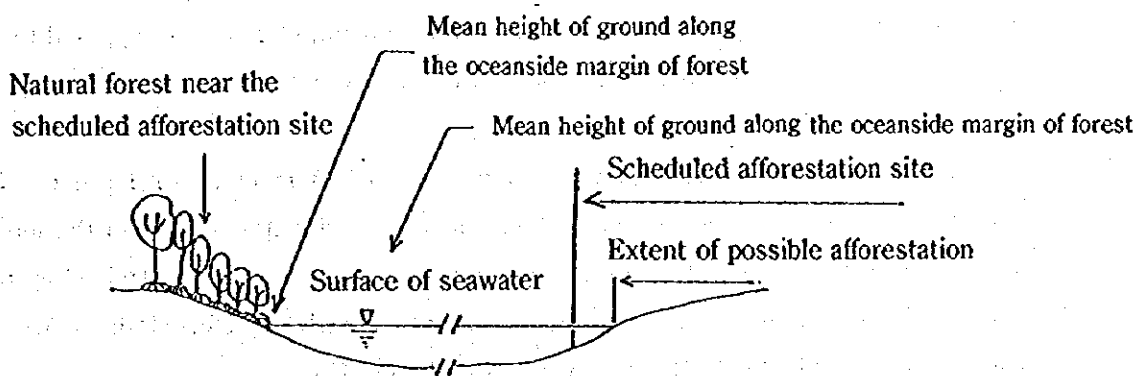 Mean height of ground along
the oceanside margin of forest
Natural forest near the
scheduled afforestation site
Mean height of ground along the oceanside margin of forest
Scheduled afforestation site
Extent of possible afforestation
Surface of seawater